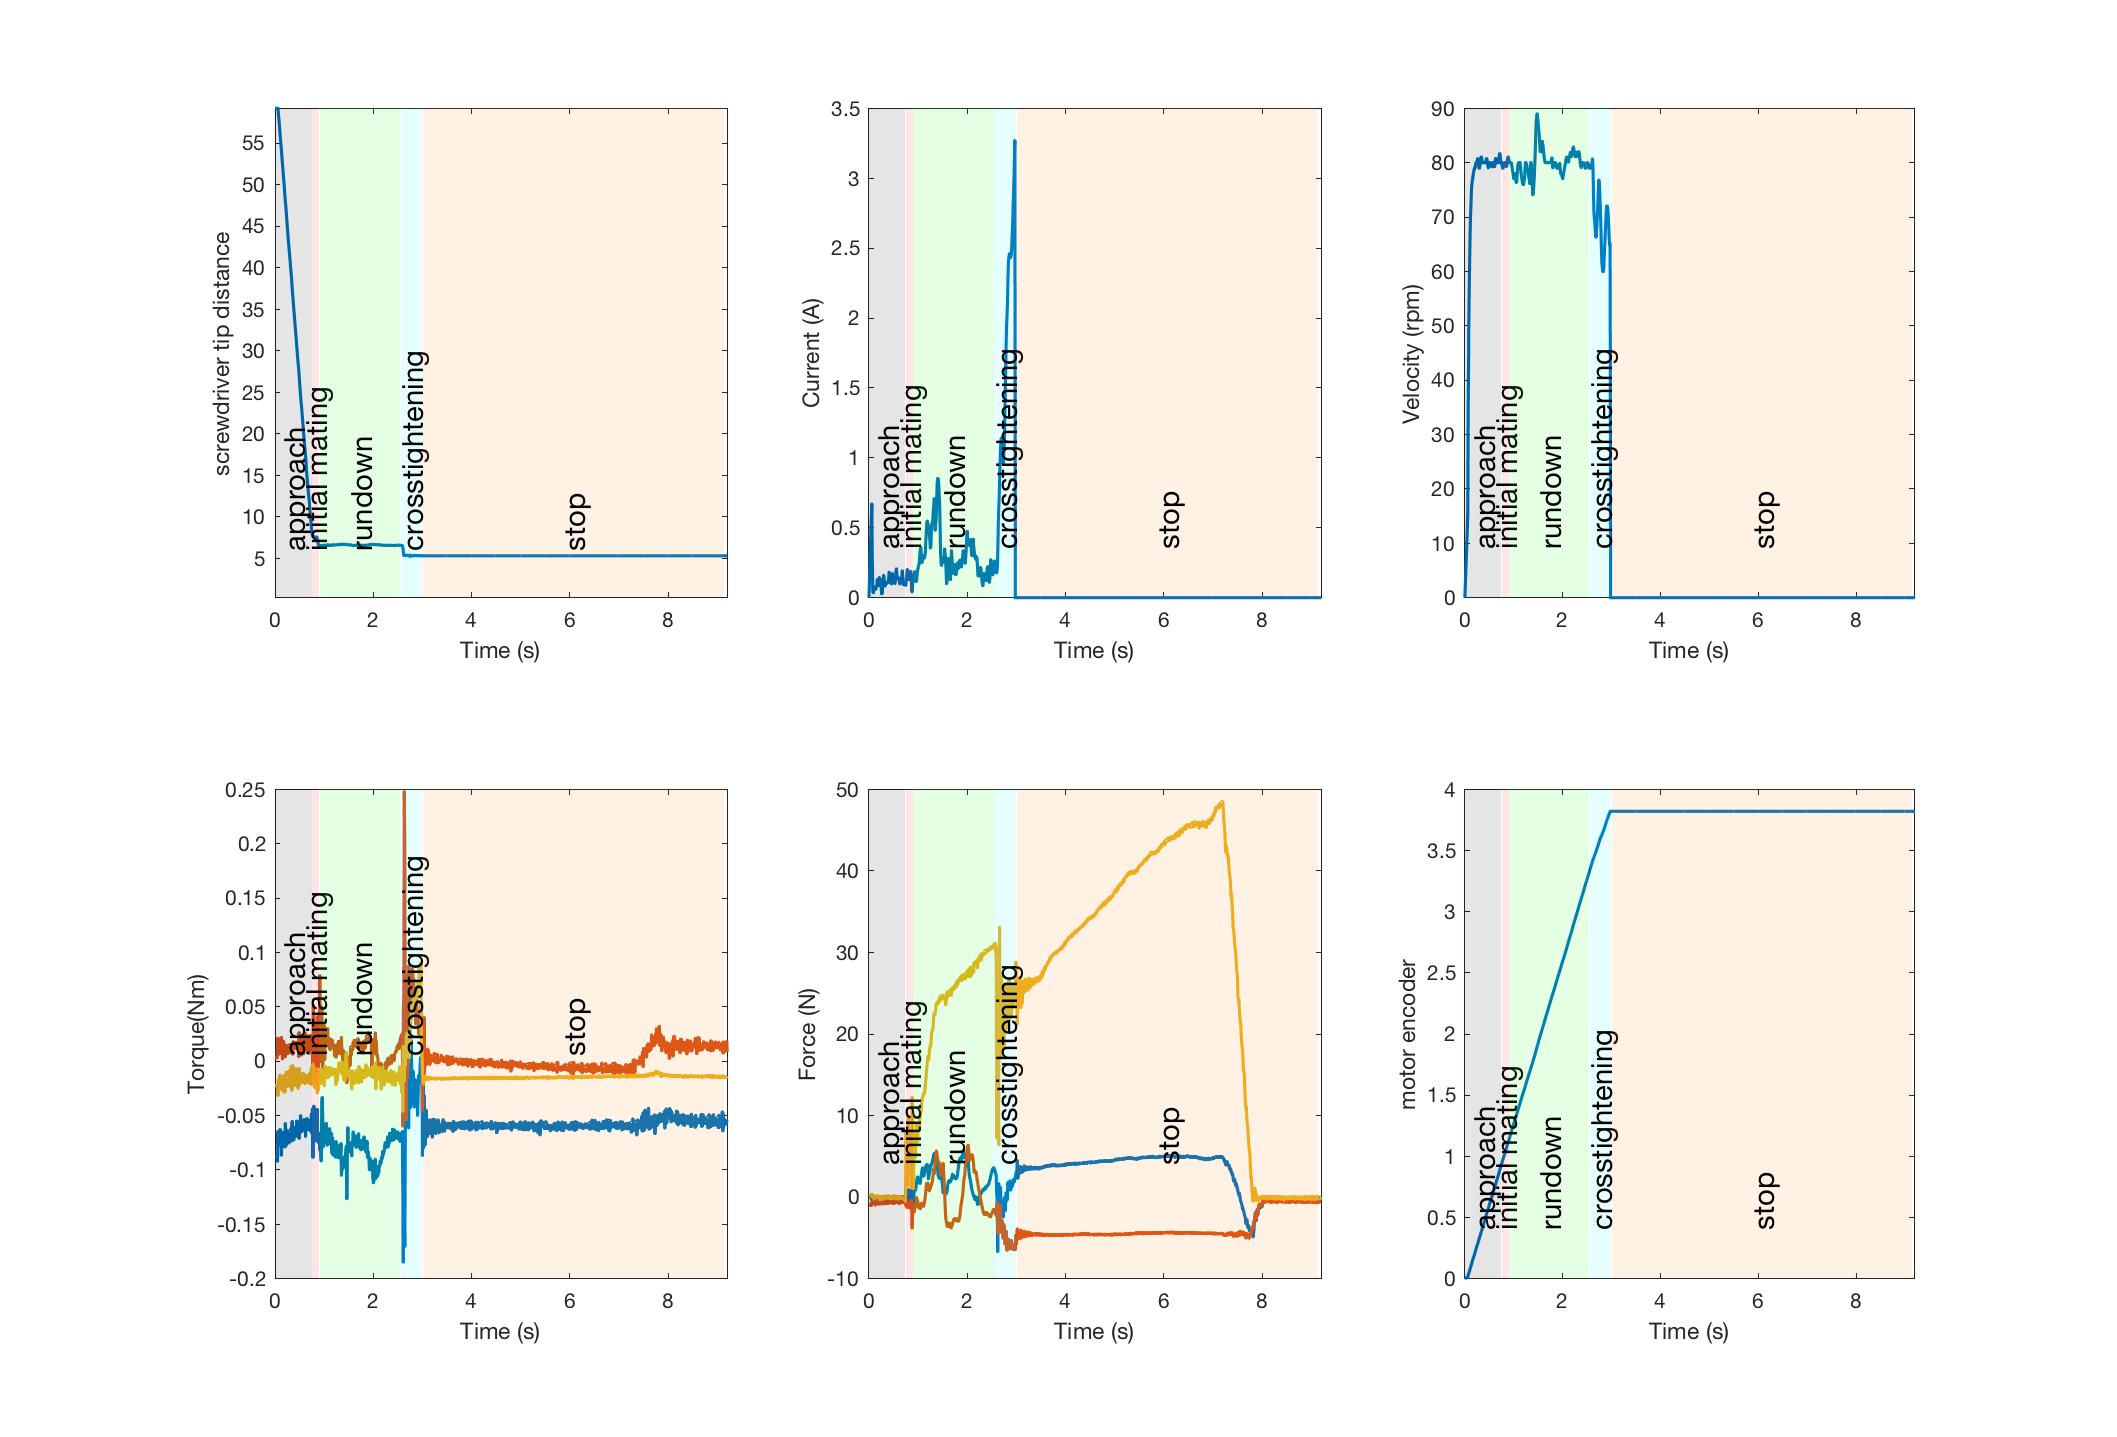 55
50
45
40
35
30
25
20
15
10
5
screwdriver tip distance
approach
initial mating
rundown
crosstightening
stop
0 2 4 6 8
Time (s)
3.5
3
2.5
2
1.5
1
0.5
0
Current (A)
approach
initial mating
rundown
crosstightening
stop
0 2 4 6 8
Time (s)
90
80
70
60
50
40
30
20
10
0
Velocity (rpm)
approach
initial mating
rundown
crosstightening
stop
0 2 4 6 8
Time (s)
0.25
0.2
0.15
0.1
0.05
0
-0.05
-0.1
-0.15
-0.2
Torque(Nm)
approach
initial mating
rundown
crosstightening
stop
0 2 4 6 8
Time (s)
50
40
30
20
10
0
-10
Force (N)
approach
initial mating
rundown
crosstightening
stop
0 2 4 6 8
Time (s)
4
3.5
3
2.5
2
1.5
1
0.5
0
motor encoder
approach
initial mating
rundown
crosstightening
stop
0 2 4 6 8
Time (s)